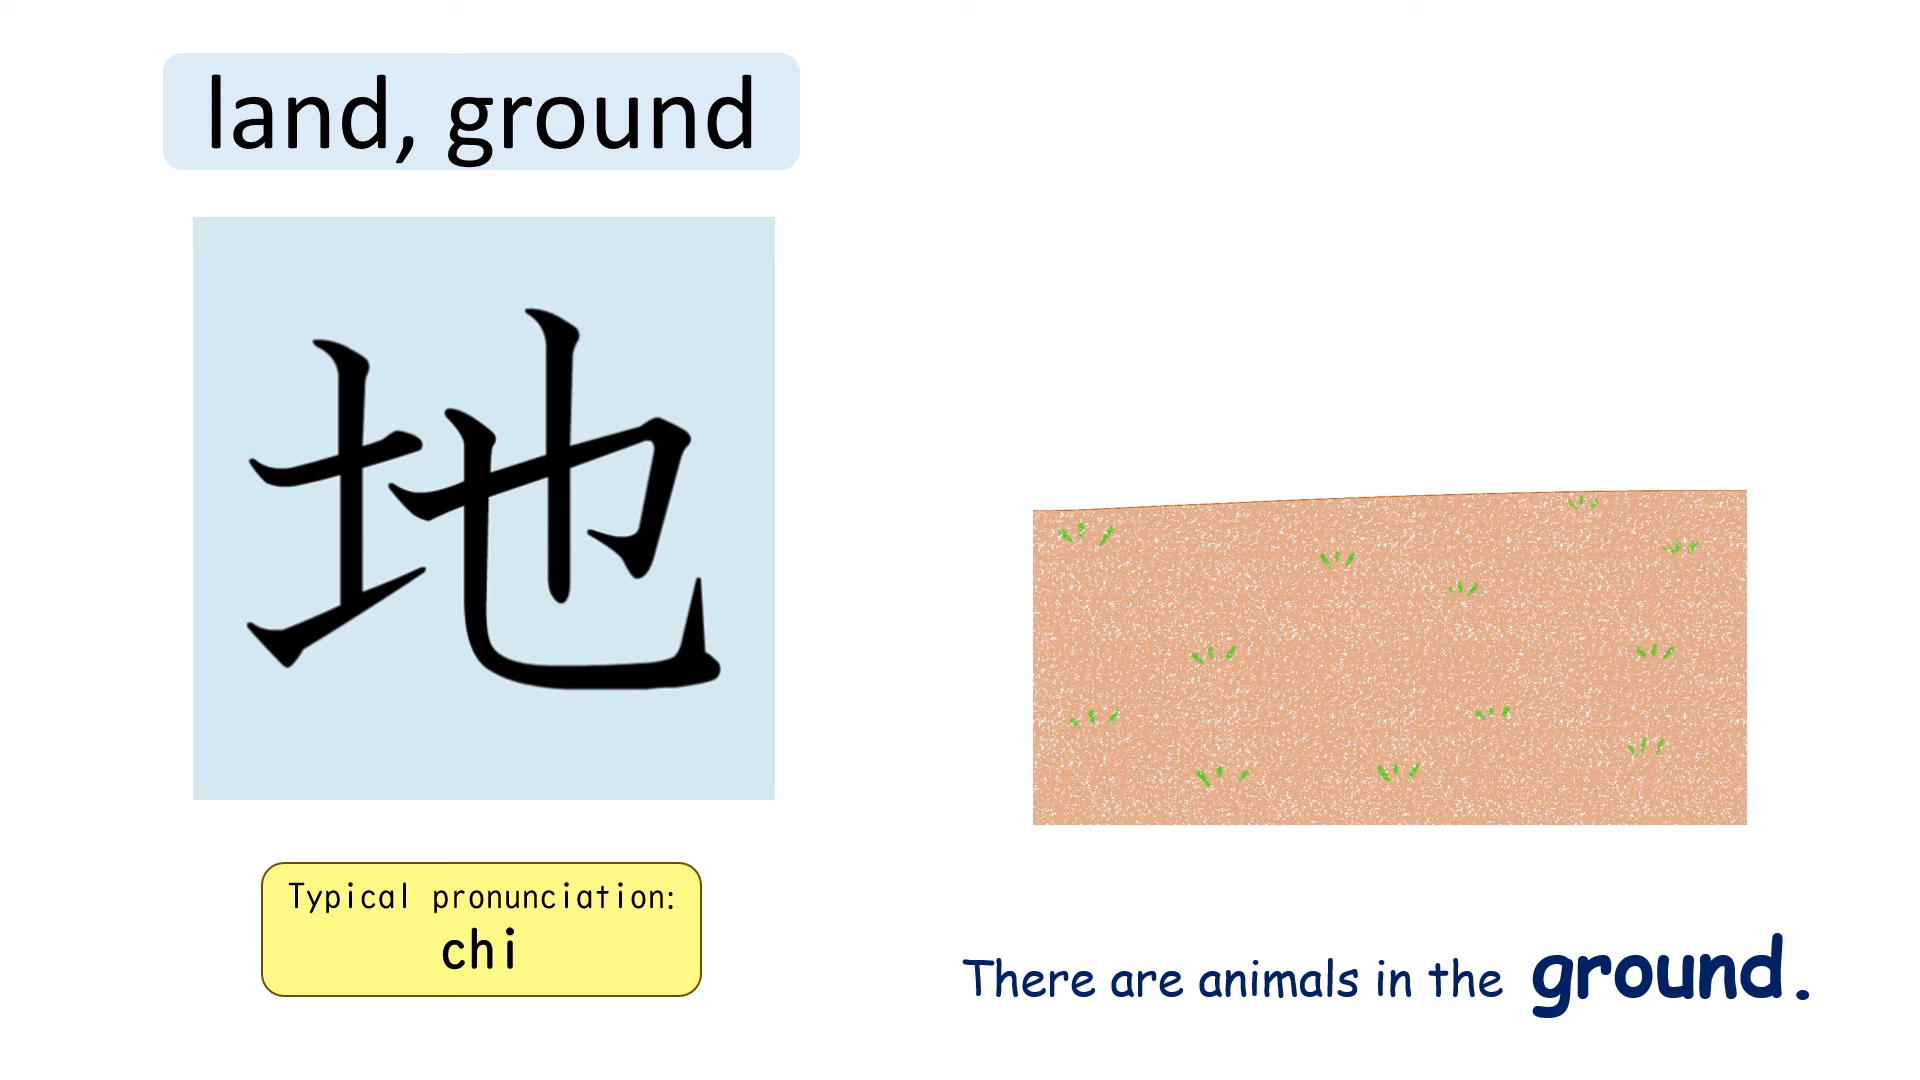 land, ground
地
Typical pronunciation:
chi
There are animals in the ground.